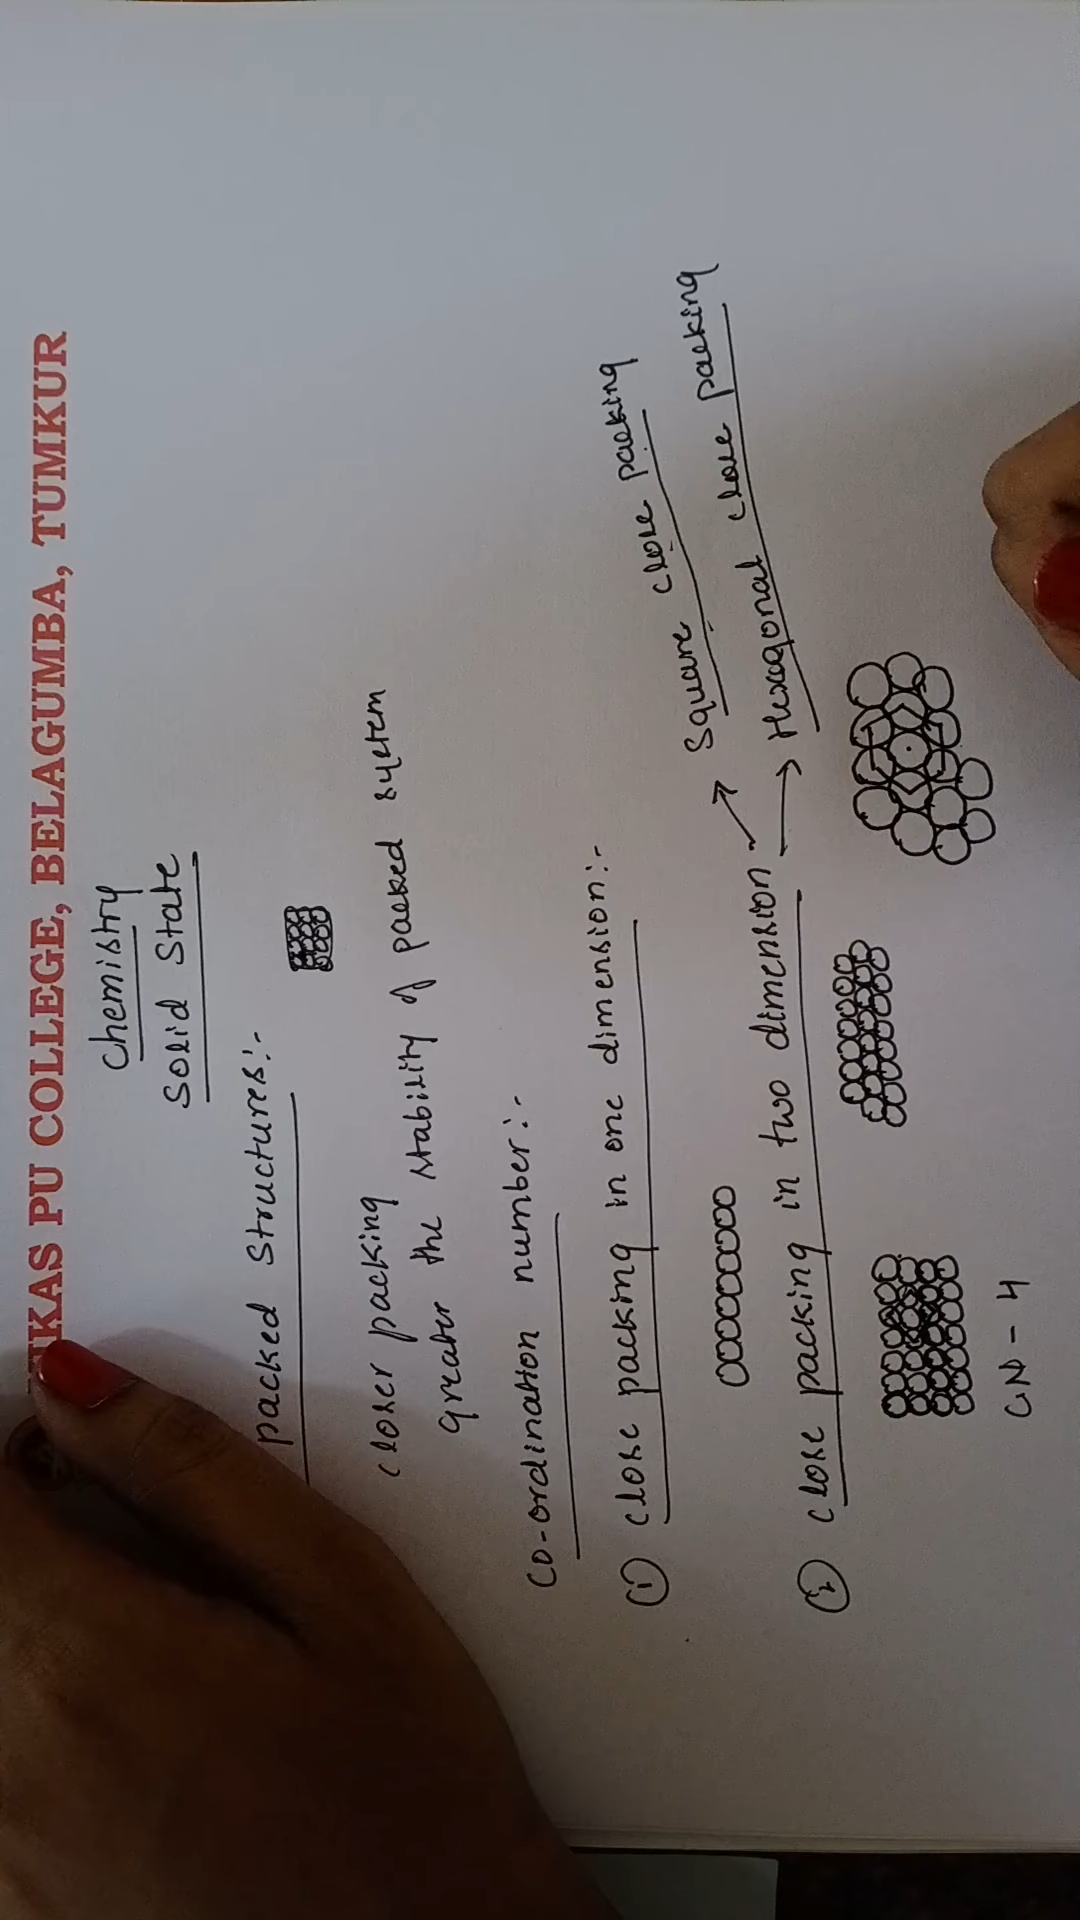 IKAS PU COLLEGE, BELAGUMBA, TUMKUR
Chemistry
Solid State
packed Structures:-
closer packing
greater the stability of packed system
Co-ordination number:-
① close packing in one dimension:-
② close packing in two dimension → Square close packing
→ Hexagonal close packing
CN - 4